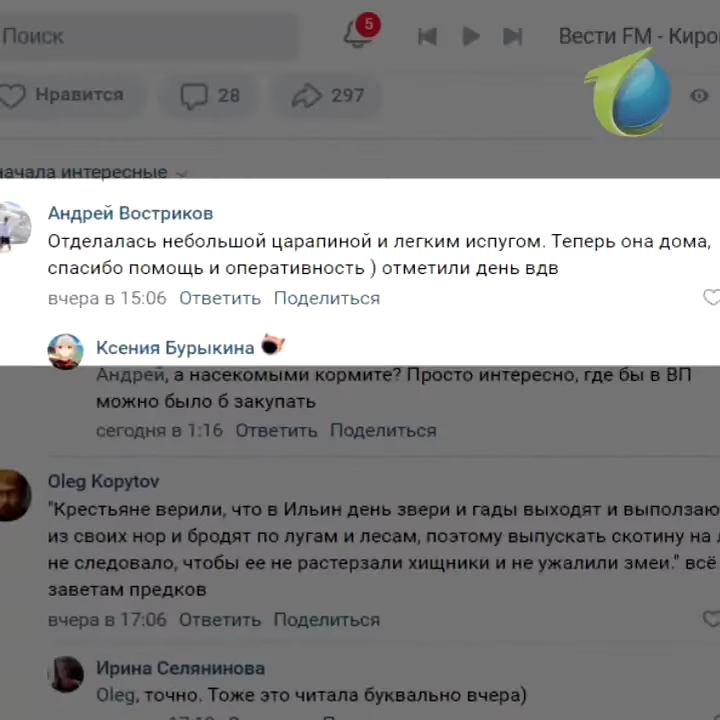 Поиск
5
Вести FM - Киро
Нравится
28
297
начала интересные
Андрей Востриков
Отделалась небольшой царапиной и легким испугом. Теперь она дома,
спасибо помощь и оперативность ) отметили день вдв
вчера в 15:06 Ответить Поделиться
Ксения Бурыкина
Андрей, а насекомыми кормите? Просто интересно, где бы в ВП
можно было б закупать
сегодня в 1:16 Ответить Поделиться
Oleg Kopytov
"Крестьяне верили, что в Ильин день звери и гады выходят и выползаю
из своих нор и бродят по лугам и лесам, поэтому выпускать скотину на
не следовало, чтобы ее не растерзали хищники и не ужалили змеи." всё
заветам предков
вчера в 17:06 Ответить Поделиться
Ирина Селянинова
Oleg, точно. Тоже это читала буквально вчера)